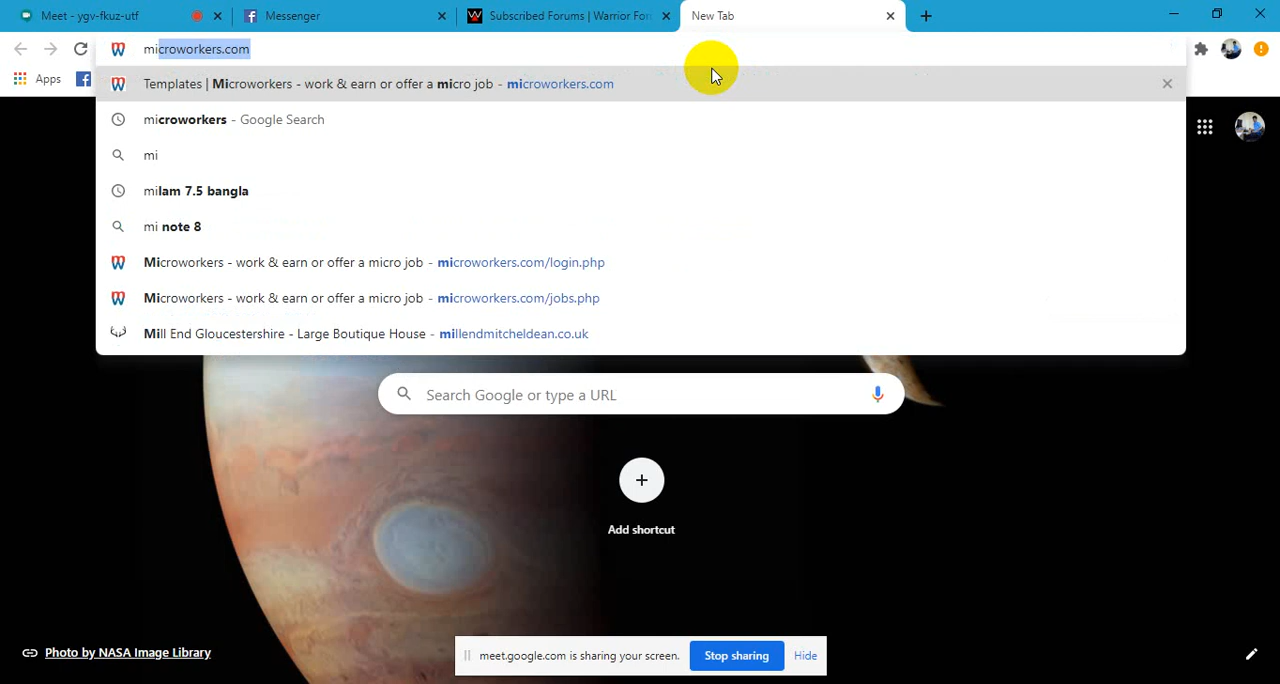 Meet - ygv-fkuz-utf
Messenger
Subscribed Forums | Warrior For
New Tab
microworkers.com
Apps
Templates | Microworkers - work & earn or offer a micro job - microworkers.com
microworkers - Google Search
mi
milam 7.5 bangla
mi note 8
Microworkers - work & earn or offer a micro job - microworkers.com/login.php
Microworkers - work & earn or offer a micro job - microworkers.com/jobs.php
Mill End Gloucestershire - Large Boutique House - millendmitcheldean.co.uk
Search Google or type a URL
Add shortcut
Photo by NASA Image Library
meet.google.com is sharing your screen.
Stop sharing
Hide